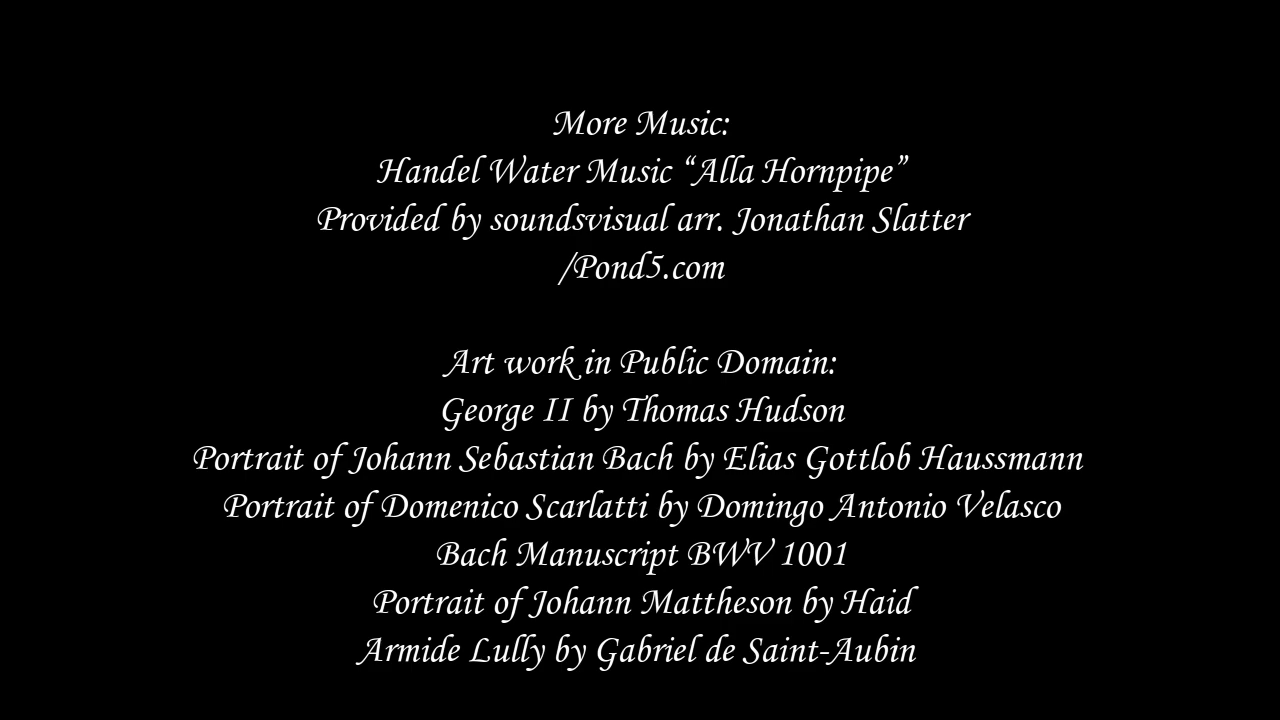 More Music:
Handel Water Music “Alla Hornpipe”
Provided by soundsvisual arr. Jonathan Slatter
/Pond5.com
Art work in Public Domain:
George II by Thomas Hudson
Portrait of Johann Sebastian Bach by Elias Gottlob Haussmann
Portrait of Domenico Scarlatti by Domingo Antonio Velasco
Bach Manuscript BWV 1001
Portrait of Johann Mattheson by Haid
Armide Lully by Gabriel de Saint-Aubin